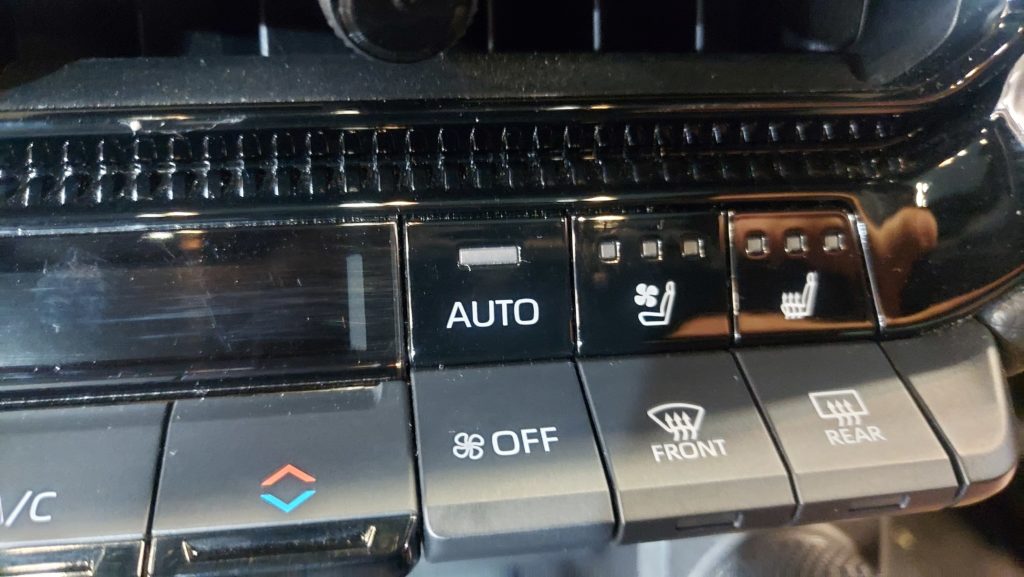 AUTO
OFF
FRONT
REAR
A/C